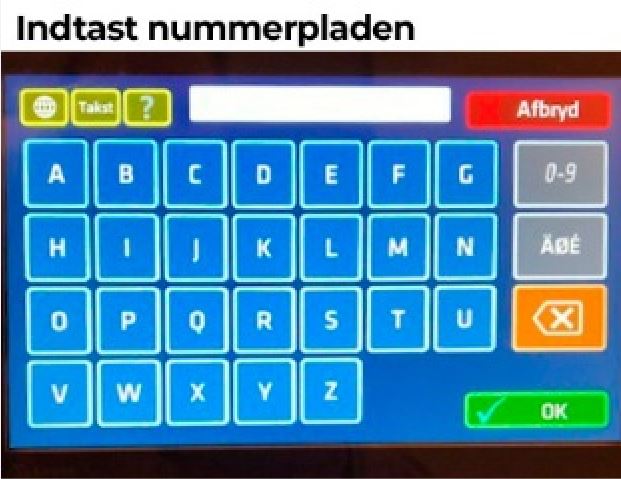 Indtast nummerpladen
Takst ? Afbryd
A B C D E F G 0-9
H I J K L M N ÄØÉ
O P Q R S T U
V W X Y Z OK